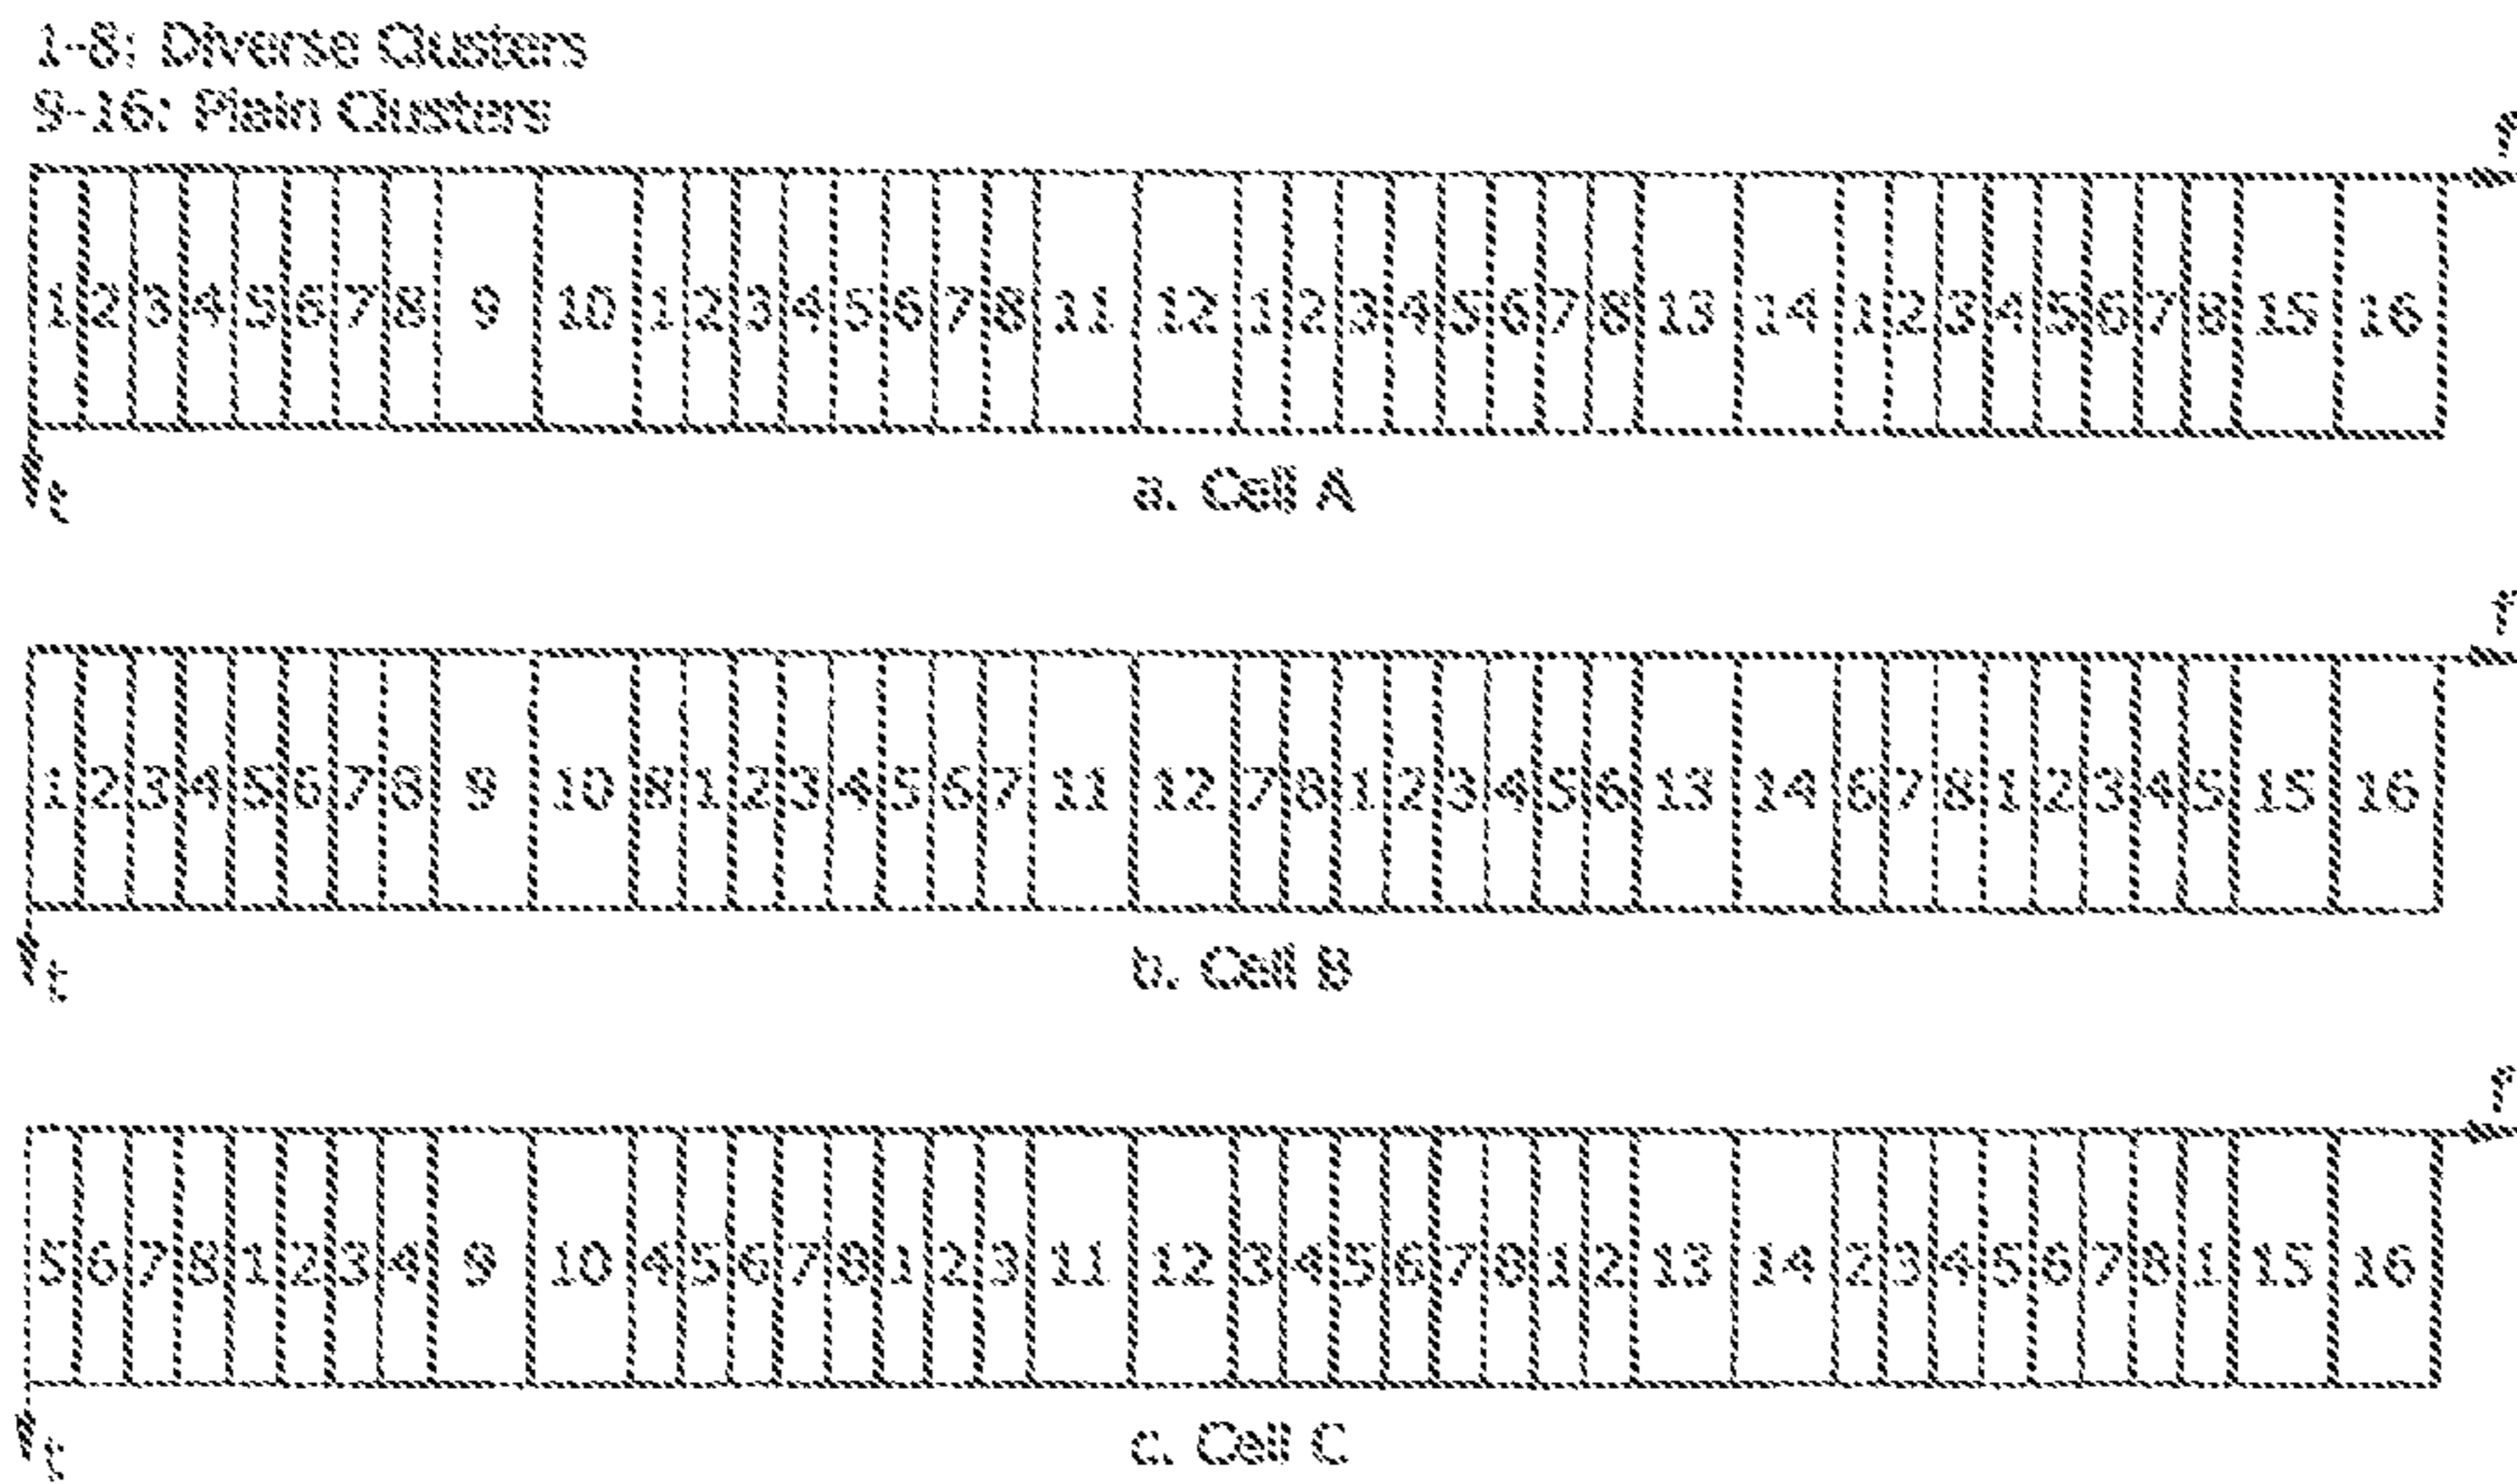 1-8: Diverse Clusters
9-16: Plain Clusters
f
1 2 3 4 5 6 7 8 9 10 1 2 3 4 5 6 7 8 11 12 1 2 3 4 5 6 7 8 13 14 1 2 3 4 5 6 7 8 15 16
t
a. Cell A
f
1 2 3 4 5 6 7 8 9 10 8 1 2 3 4 5 6 7 11 12 7 8 1 2 3 4 5 6 13 14 6 7 8 1 2 3 4 5 15 16
t
b. Cell B
f
5 6 7 8 1 2 3 4 9 10 4 5 6 7 8 1 2 3 11 12 3 4 5 6 7 8 1 2 13 14 2 3 4 5 6 7 8 1 15 16
t
c. Cell C